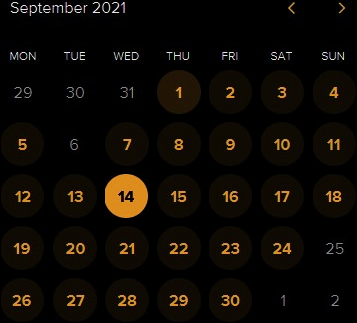 September 2021
MON TUE WED THU FRI SAT SUN
29 30 31 1 2 3 4
5 6 7 8 9 10 11
12 13 14 15 16 17 18
19 20 21 22 23 24 25
26 27 28 29 30 1 2